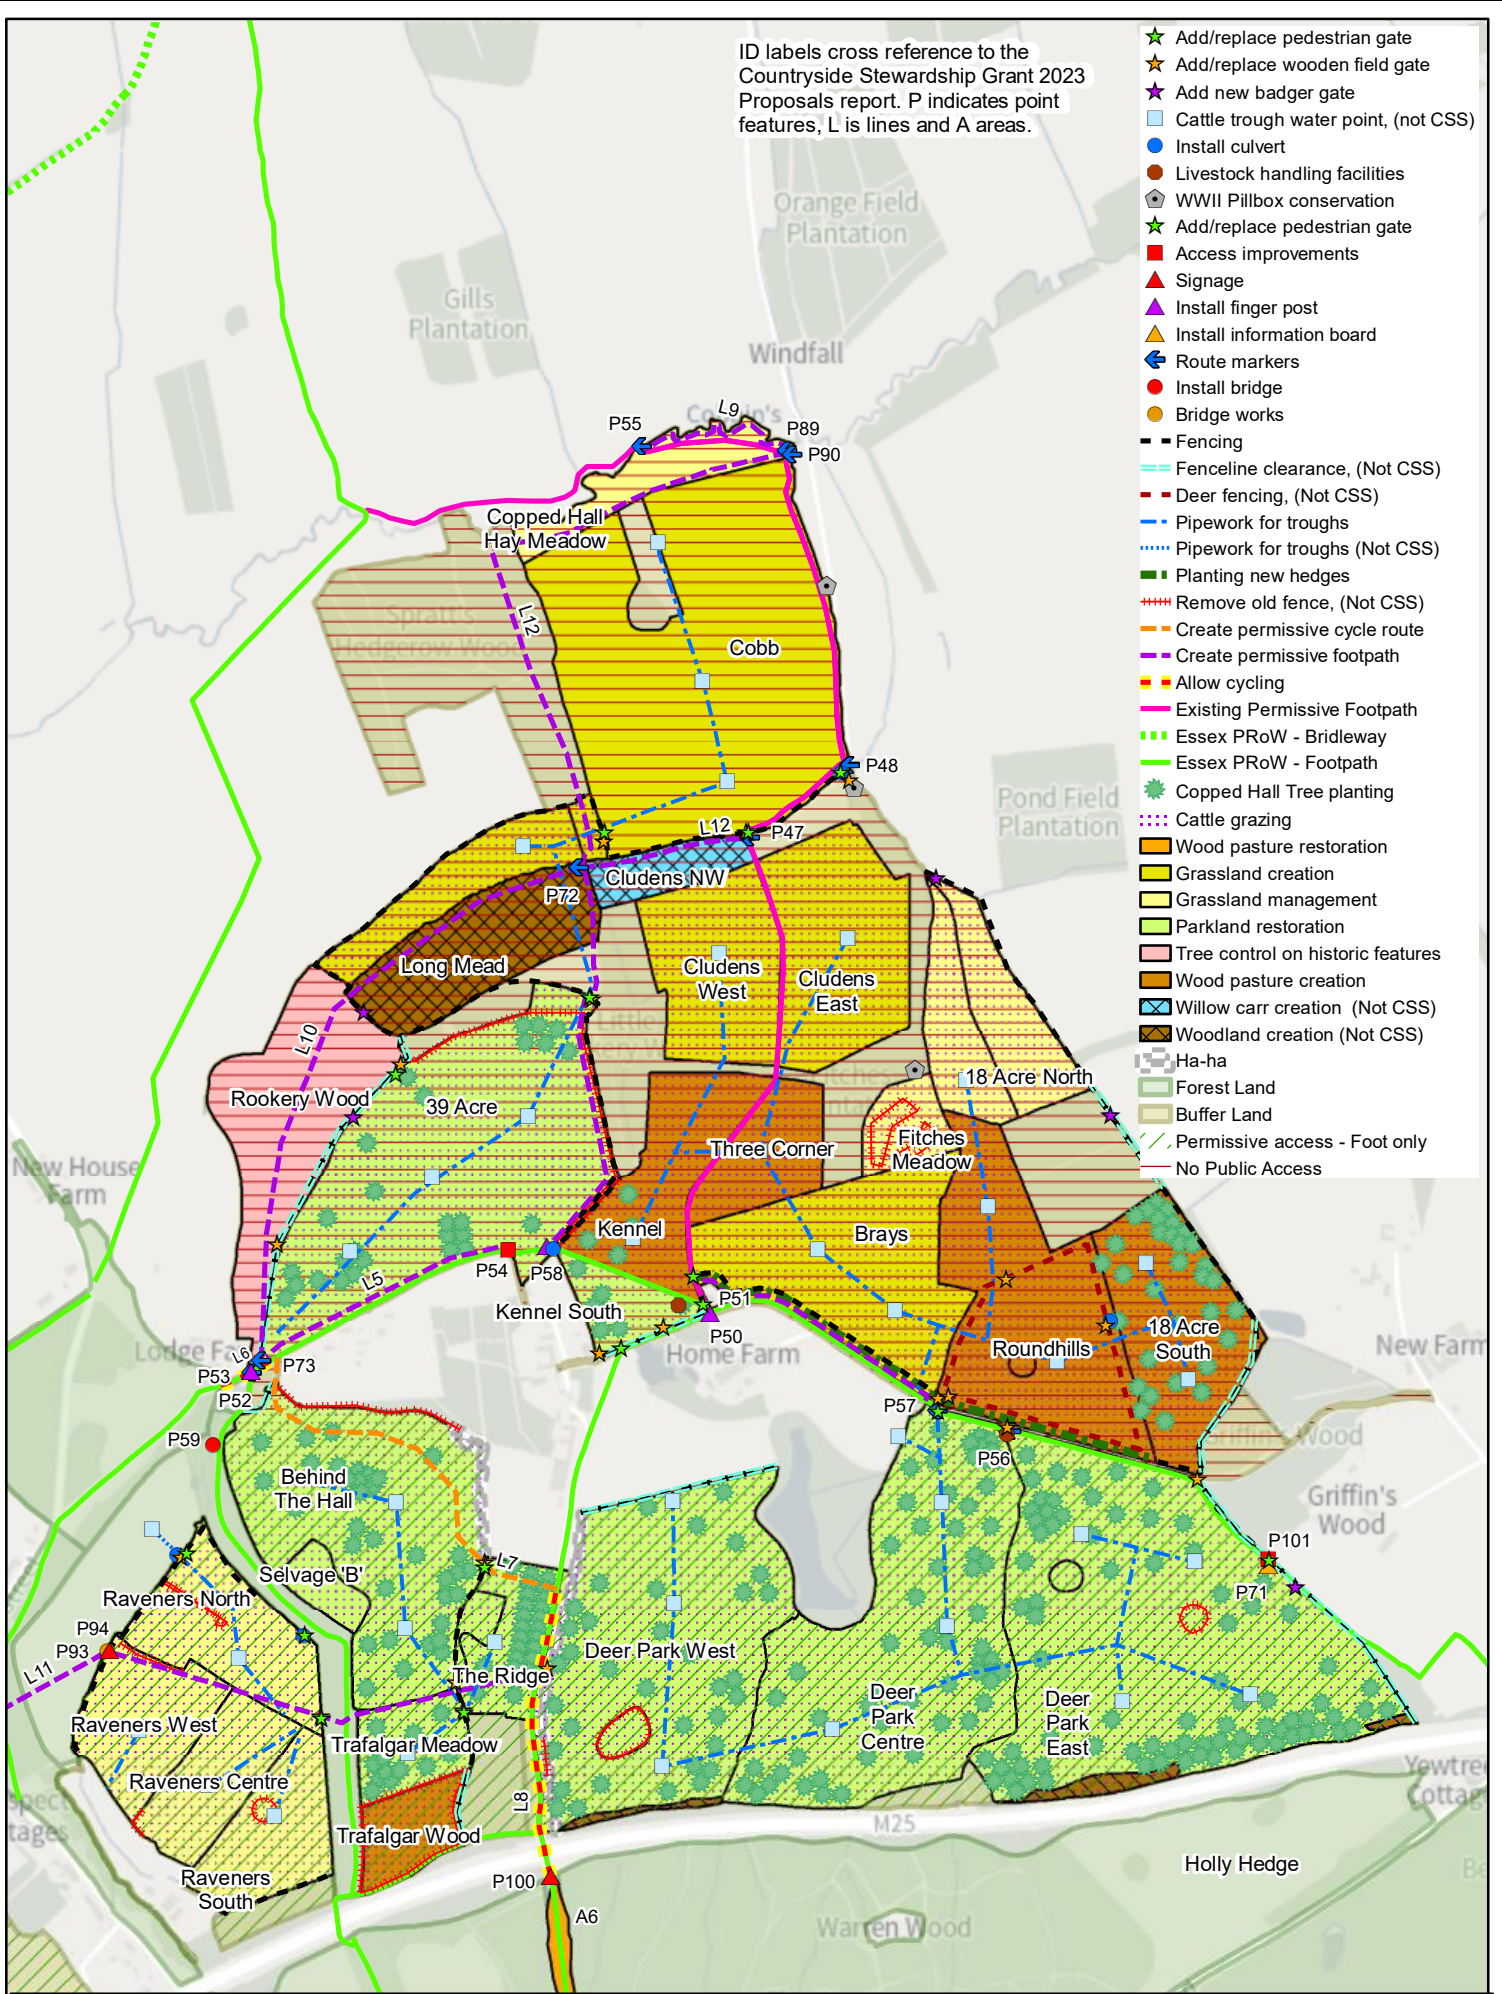 ID labels cross reference to the
Countryside Stewardship Grant 2023
Proposals report. P indicates point
features, L is lines and A areas.
Add/replace pedestrian gate
Add/replace wooden field gate
Add new badger gate
Cattle trough water point, (not CSS)
Install culvert
Livestock handling facilities
WWII Pillbox conservation
Add/replace pedestrian gate
Access improvements
Signage
Install finger post
Install information board
Route markers
Install bridge
Bridge works
Fencing
Fenceline clearance, (Not CSS)
Deer fencing, (Not CSS)
Pipework for troughs
Pipework for troughs (Not CSS)
Planting new hedges
Remove old fence, (Not CSS)
Create permissive cycle route
Create permissive footpath
Allow cycling
Existing Permissive Footpath
Essex PRoW - Bridleway
Essex PRoW - Footpath
Copped Hall Tree planting
Cattle grazing
Wood pasture restoration
Grassland creation
Grassland management
Parkland restoration
Tree control on historic features
Wood pasture creation
Willow carr creation (Not CSS)
Woodland creation (Not CSS)
Ha-ha
Forest Land
Buffer Land
Permissive access - Foot only
No Public Access
Orange Field
Plantation
Gills
Plantation
Windfall
L9
P55
P89
P90
Copped Hall
Hay Meadow
L12
Spratt's
Hedgerow Wood
Cobb
P48
Pond Field
Plantation
L12
P47
Cludens NW
P72
Long Mead
Cludens
West
Cludens
East
Little
L10
18 Acre North
Rookery Wood
39 Acre
Fitches
Meadow
Three Corner
New House
Farm
Kennel
Brays
P54
P58
L5
Kennel South
P51
P50
Home Farm
Roundhills
18 Acre
South
New Farm
L6
P73
P53
P52
P57
P59
P56
Griffin's Wood
Behind
The Hall
Griffin's
Wood
L7
P101
Selvage 'B'
P71
Raveners North
P94
P93
L11
Deer Park West
The Ridge
Deer
Park
Centre
Deer
Park
East
Raveners West
Trafalgar Meadow
Raveners Centre
L8
Yewtree
Trafalgar Wood
M25
Raveners
South
P100
Holly Hedge
A6
Warren Wood